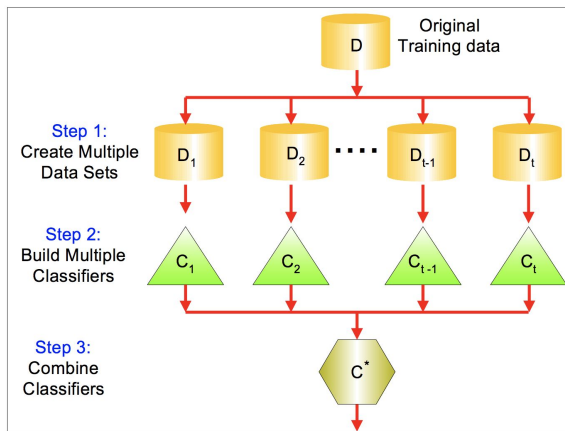 Original
Training data
D
Step 1:
Create Multiple
Data Sets
D1
D2
....
Dt-1
Dt
Step 2:
Build Multiple
Classifiers
C1
C2
Ct -1
Ct
Step 3:
Combine
Classifiers
C*